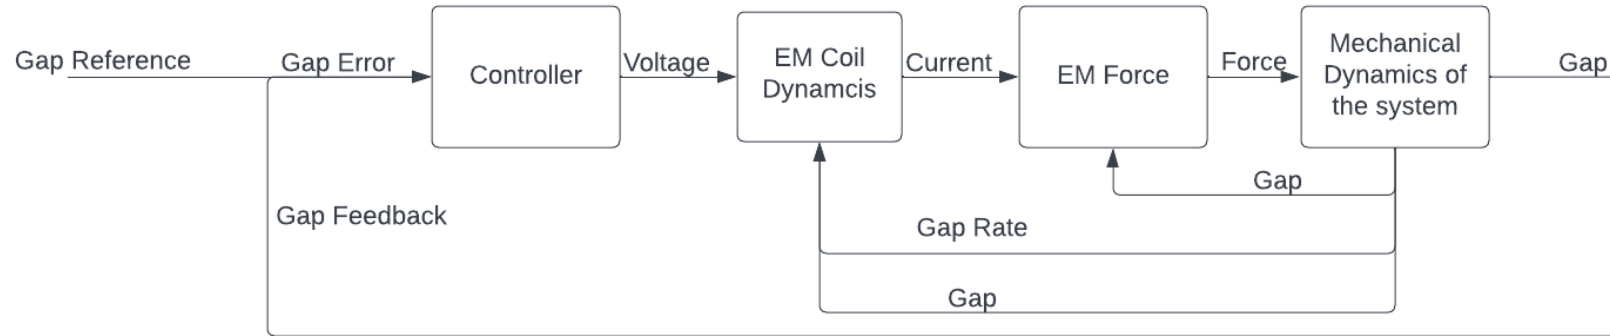 Gap Reference
Gap Error
Controller
Voltage
EM Coil
Dynamcis
Current
EM Force
Force
Mechanical
Dynamics of
the system
Gap
Gap
Gap Feedback
Gap Rate
Gap